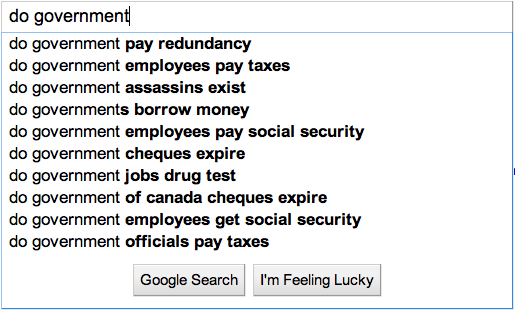 do government
do government pay redundancy
do government employees pay taxes
do government assassins exist
do governments borrow money
do government employees pay social security
do government cheques expire
do government jobs drug test
do government of canada cheques expire
do government employees get social security
do government officials pay taxes
Google Search I'm Feeling Lucky